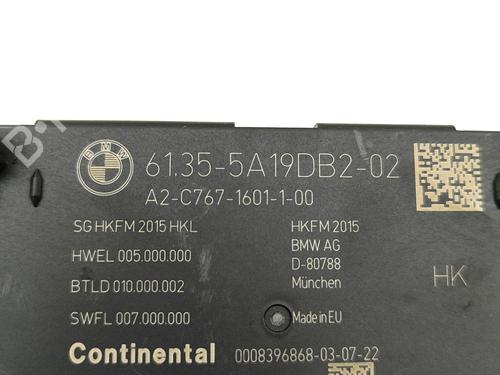 BMW
61.35-5A19DB2-02
A2-C767-1601-1-00
SG HKFM 2015 HKL
HWEL 005.000.000
BTLD 010.000.002
SWFL 007.000.000
HKFM 2015
BMW AG
D-80788
München
Made in EU
HK
Continental
0008396868-03-07-22